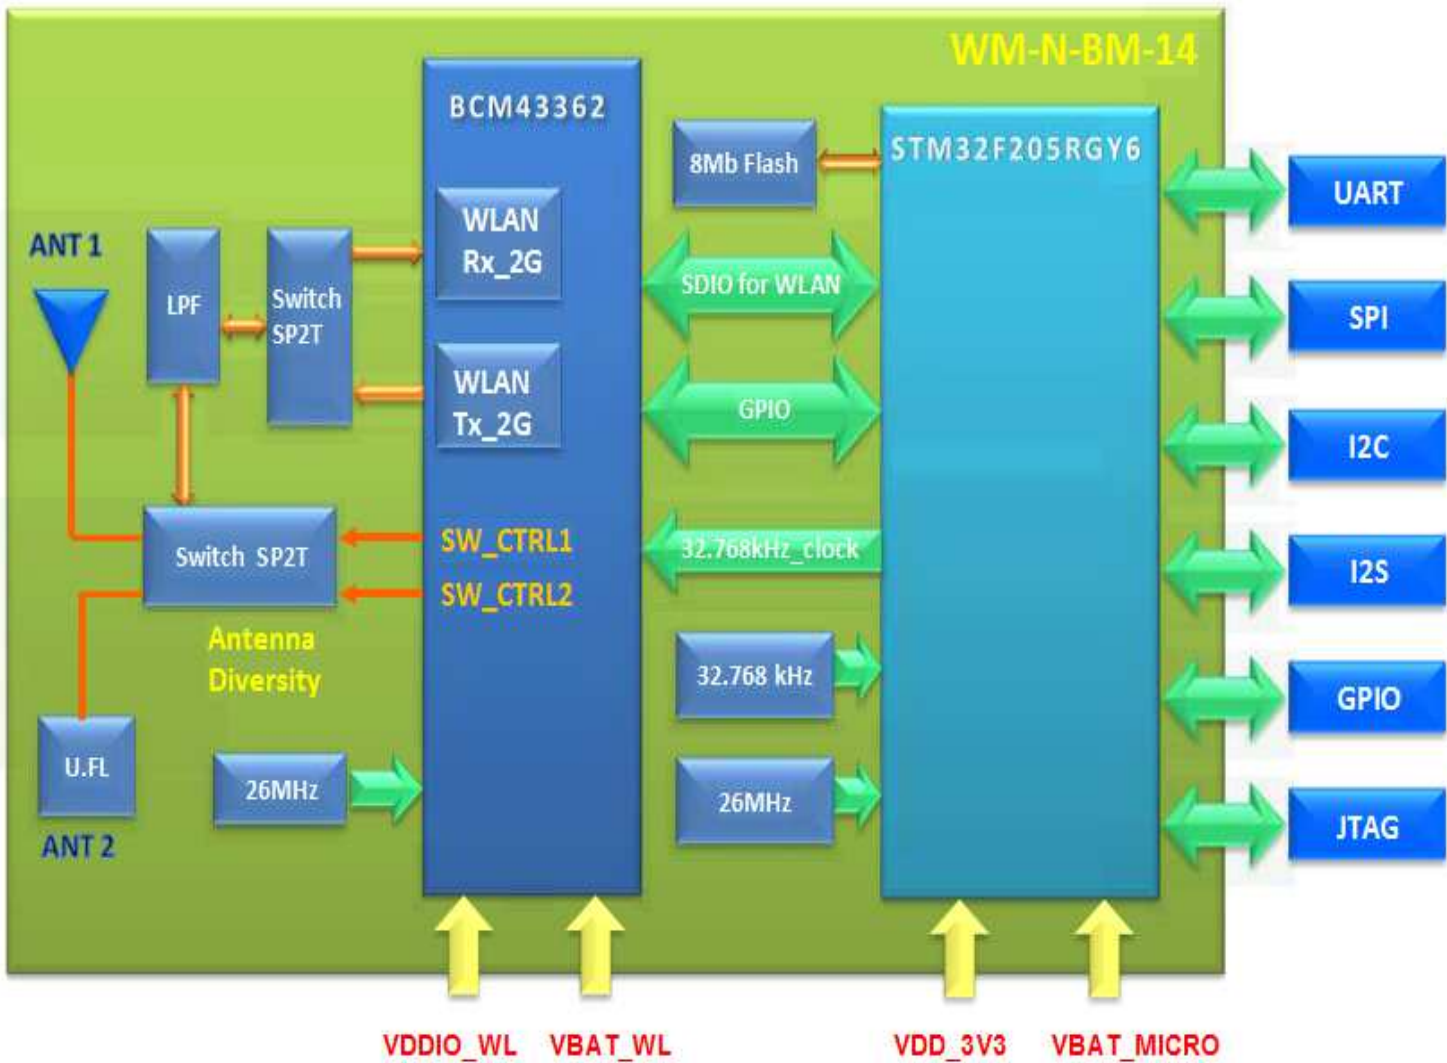 WM-N-BM-14
BCM43362
STM32F205RGY6
8Mb Flash
UART
WLAN
Rx_2G
ANT 1
LPF
Switch
SP2T
SDIO for WLAN
SPI
WLAN
Tx_2G
GPIO
I2C
Switch SP2T
SW_CTRL1
SW_CTRL2
32.768kHz_clock
I2S
Antenna
Diversity
32.768 kHz
GPIO
U.FL
26MHz
26MHz
JTAG
ANT 2
VDDIO_WL
VBAT_WL
VDD_3V3
VBAT_MICRO